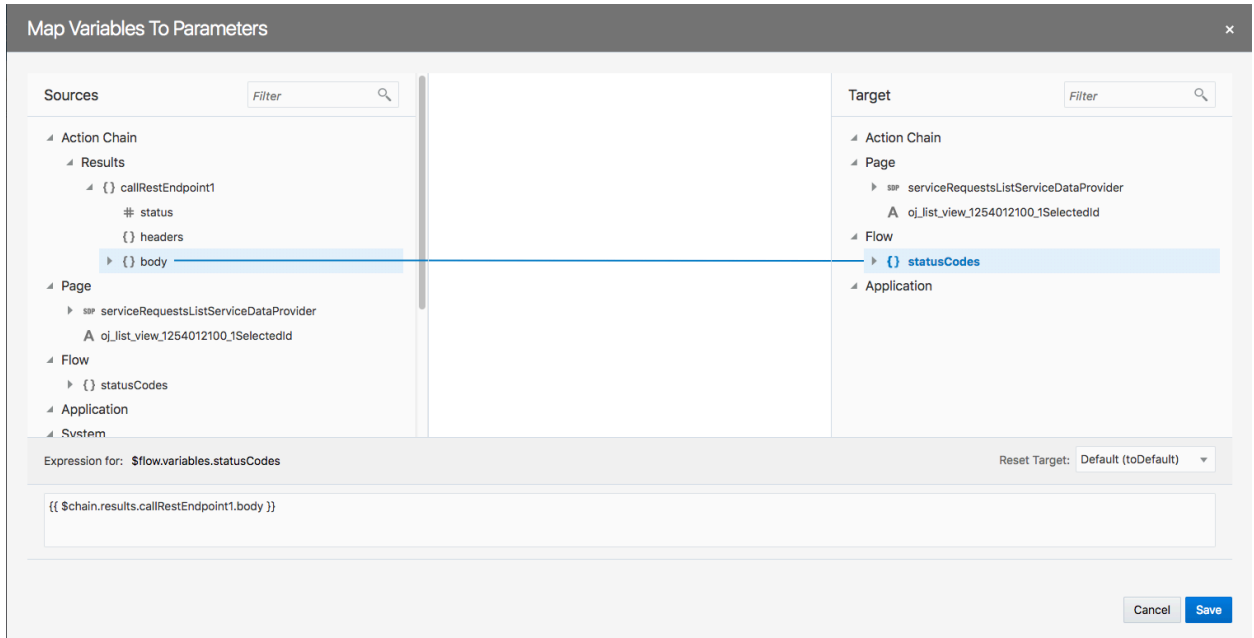 Map Variables To Parameters ×
Sources Filter
Action Chain
Results
{} callRestEndpoint1
# status
{} headers
{} body
Page
SDP serviceRequestsListServiceDataProvider
A oj_list_view_1254012100_1SelectedId
Flow
{} statusCodes
Application
System
Target Filter
Action Chain
Page
SDP serviceRequestsListServiceDataProvider
A oj_list_view_1254012100_1SelectedId
Flow
{} statusCodes
Application
Expression for: $flow.variables.statusCodes Reset Target: Default (toDefault)
{{ $chain.results.callRestEndpoint1.body }}
Cancel Save